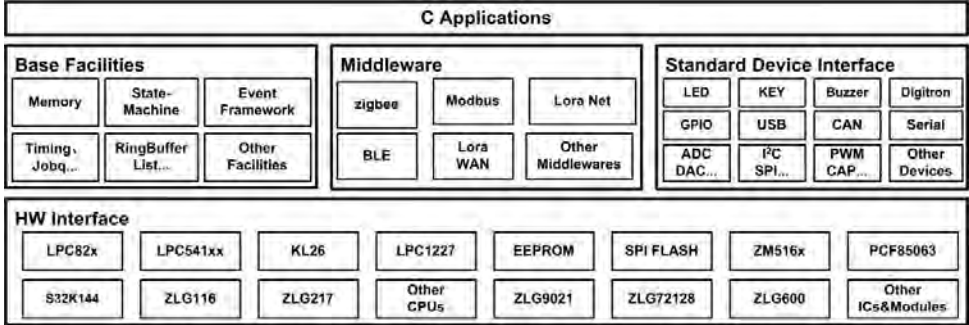 C Applications
Base Facilities
Memory
State-
Machine
Event
Framework
Timing、
Jobq...
RingBuffer
List...
Other
Facilities
Middleware
zigbee
Modbus
Lora Net
BLE
Lora
WAN
Other
Middlewares
Standard Device Interface
LED
KEY
Buzzer
Digitron
GPIO
USB
CAN
Serial
ADC
DAC...
I²C
SPI...
PWM
CAP...
Other
Devices
HW Interface
LPC82x
LPC541xx
KL26
LPC1227
EEPROM
SPI FLASH
ZM516x
PCF85063
S32K144
ZLG116
ZLG217
Other
CPUs
ZLG9021
ZLG72128
ZLG600
Other
ICs&Modules